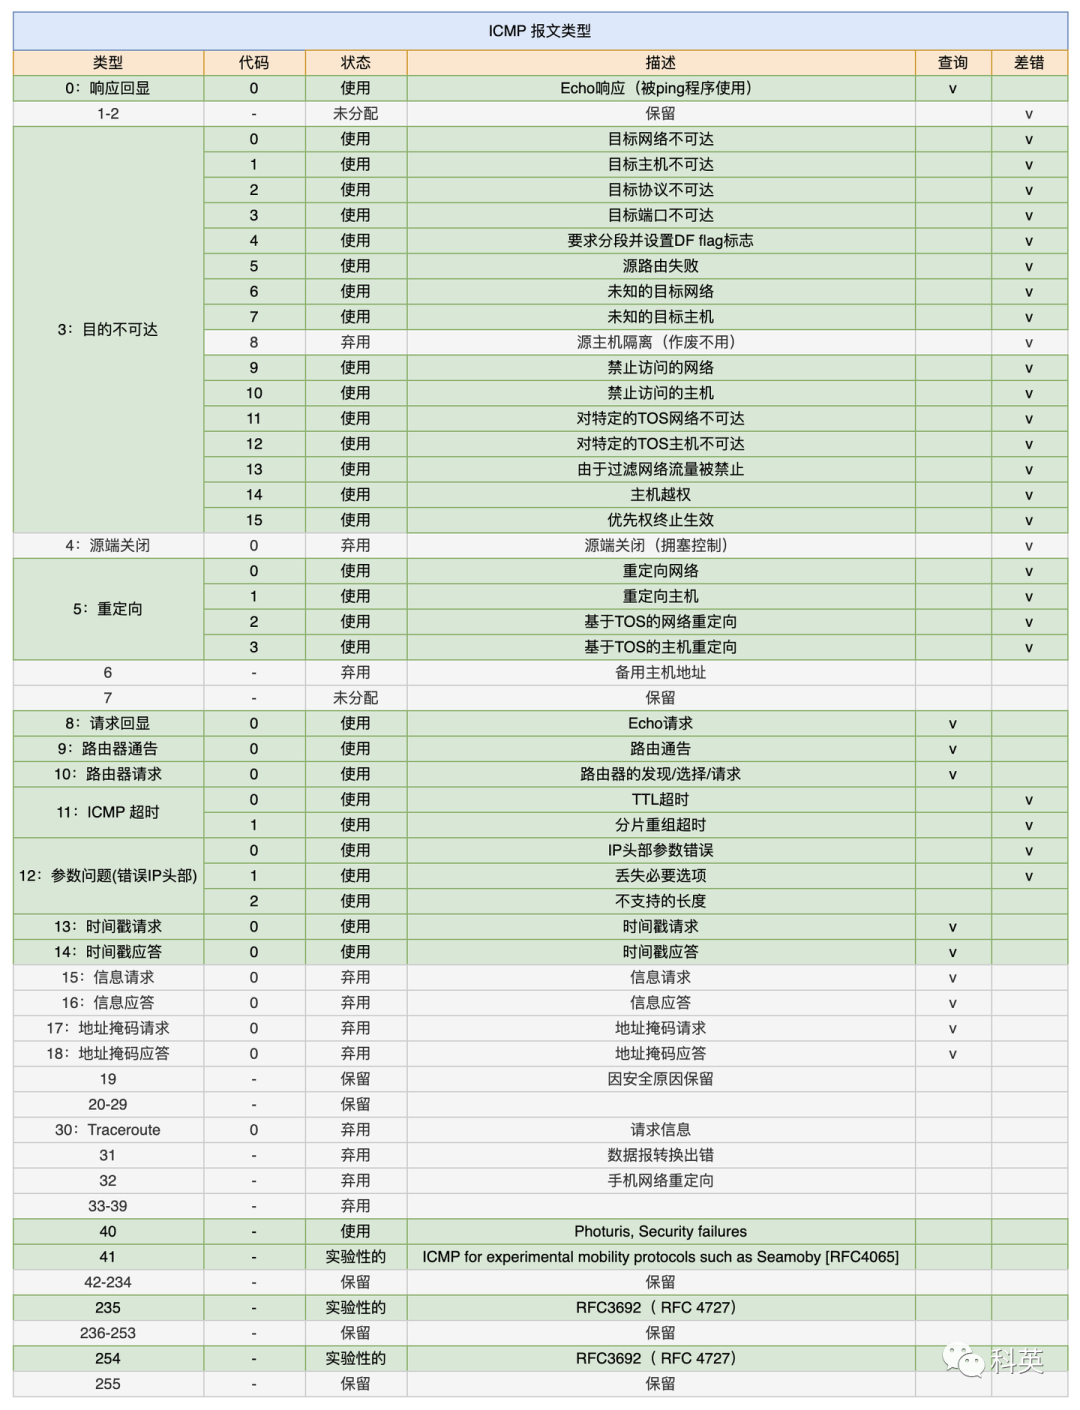 ICMP 报文类型
类型 代码 状态 描述 查询 差错
0：响应回显 0 使用 Echo响应（被ping程序使用） v
1-2 - 未分配 保留 v
3：目的不可达
0 使用 目标网络不可达 v
1 使用 目标主机不可达 v
2 使用 目标协议不可达 v
3 使用 目标端口不可达 v
4 使用 要求分段并设置DF flag标志 v
5 使用 源路由失败 v
6 使用 未知的目标网络 v
7 使用 未知的目标主机 v
8 弃用 源主机隔离（作废不用） v
9 使用 禁止访问的网络 v
10 使用 禁止访问的主机 v
11 使用 对特定的TOS网络不可达 v
12 使用 对特定的TOS主机不可达 v
13 使用 由于过滤网络流量被禁止 v
14 使用 主机越权 v
15 使用 优先权终止生效 v
4：源端关闭 0 弃用 源端关闭（拥塞控制） v
5：重定向
0 使用 重定向网络 v
1 使用 重定向主机 v
2 使用 基于TOS的网络重定向 v
3 使用 基于TOS的主机重定向 v
6 - 弃用 备用主机地址
7 - 未分配 保留
8：请求回显 0 使用 Echo请求 v
9：路由器通告 0 使用 路由通告 v
10：路由器请求 0 使用 路由器的发现/选择/请求 v
11：ICMP 超时
0 使用 TTL超时 v
1 使用 分片重组超时 v
12：参数问题(错误IP头部)
0 使用 IP头部参数错误 v
1 使用 丢失必要选项 v
2 使用 不支持的长度
13：时间戳请求 0 使用 时间戳请求 v
14：时间戳应答 0 使用 时间戳应答 v
15：信息请求 0 弃用 信息请求 v
16：信息应答 0 弃用 信息应答 v
17：地址掩码请求 0 弃用 地址掩码请求 v
18：地址掩码应答 0 弃用 地址掩码应答 v
19 - 保留 因安全原因保留
20-29 - 保留
30：Traceroute 0 弃用 请求信息
31 - 弃用 数据报转换出错
32 - 弃用 手机网络重定向
33-39 - 弃用
40 - 使用 Photuris, Security failures
41 - 实验性的 ICMP for experimental mobility protocols such as Seamoby [RFC4065]
42-234 - 保留 保留
235 - 实验性的 RFC3692（ RFC 4727）
236-253 - 保留 保留
254 - 实验性的 RFC3692（ RFC 4727）
255 - 保留 保留
科英